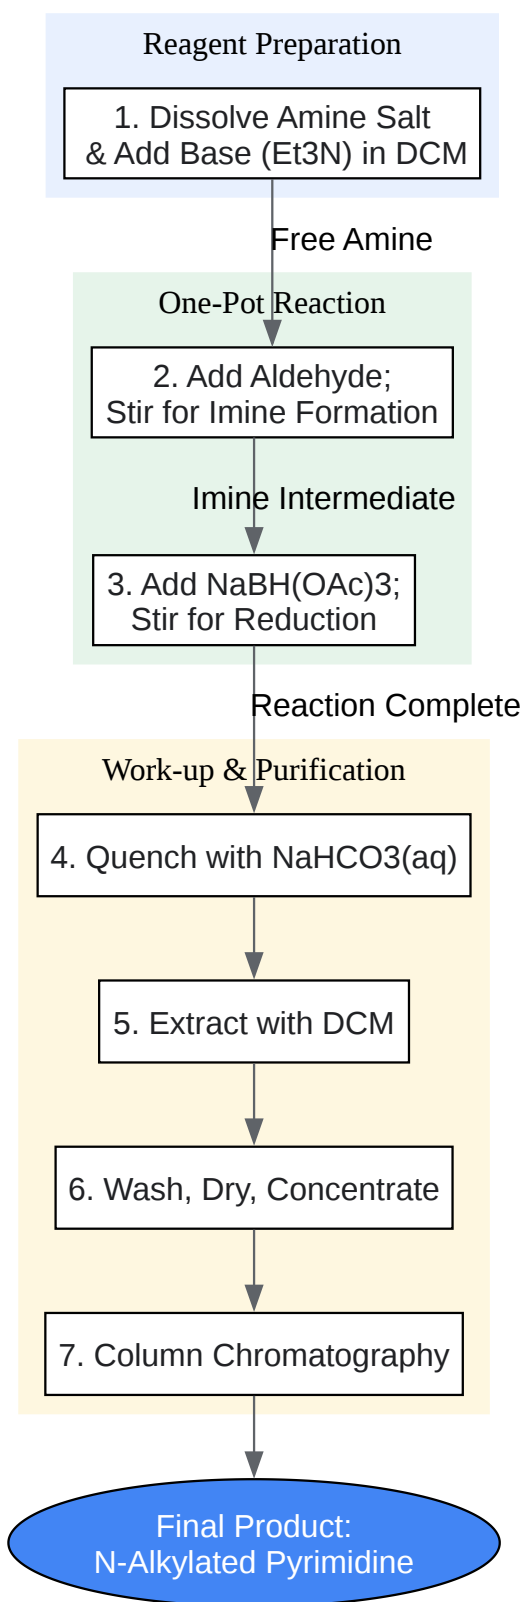 Reagent Preparation
1. Dissolve Amine Salt
& Add Base (Et3N) in DCM
Free Amine
One-Pot Reaction
2. Add Aldehyde;
Stir for Imine Formation
Imine Intermediate
3. Add NaBH(OAc)3;
Stir for Reduction
Reaction Complete
Work-up & Purification
4. Quench with NaHCO3(aq)
5. Extract with DCM
6. Wash, Dry, Concentrate
7. Column Chromatography
Final Product:
N-Alkylated Pyrimidine